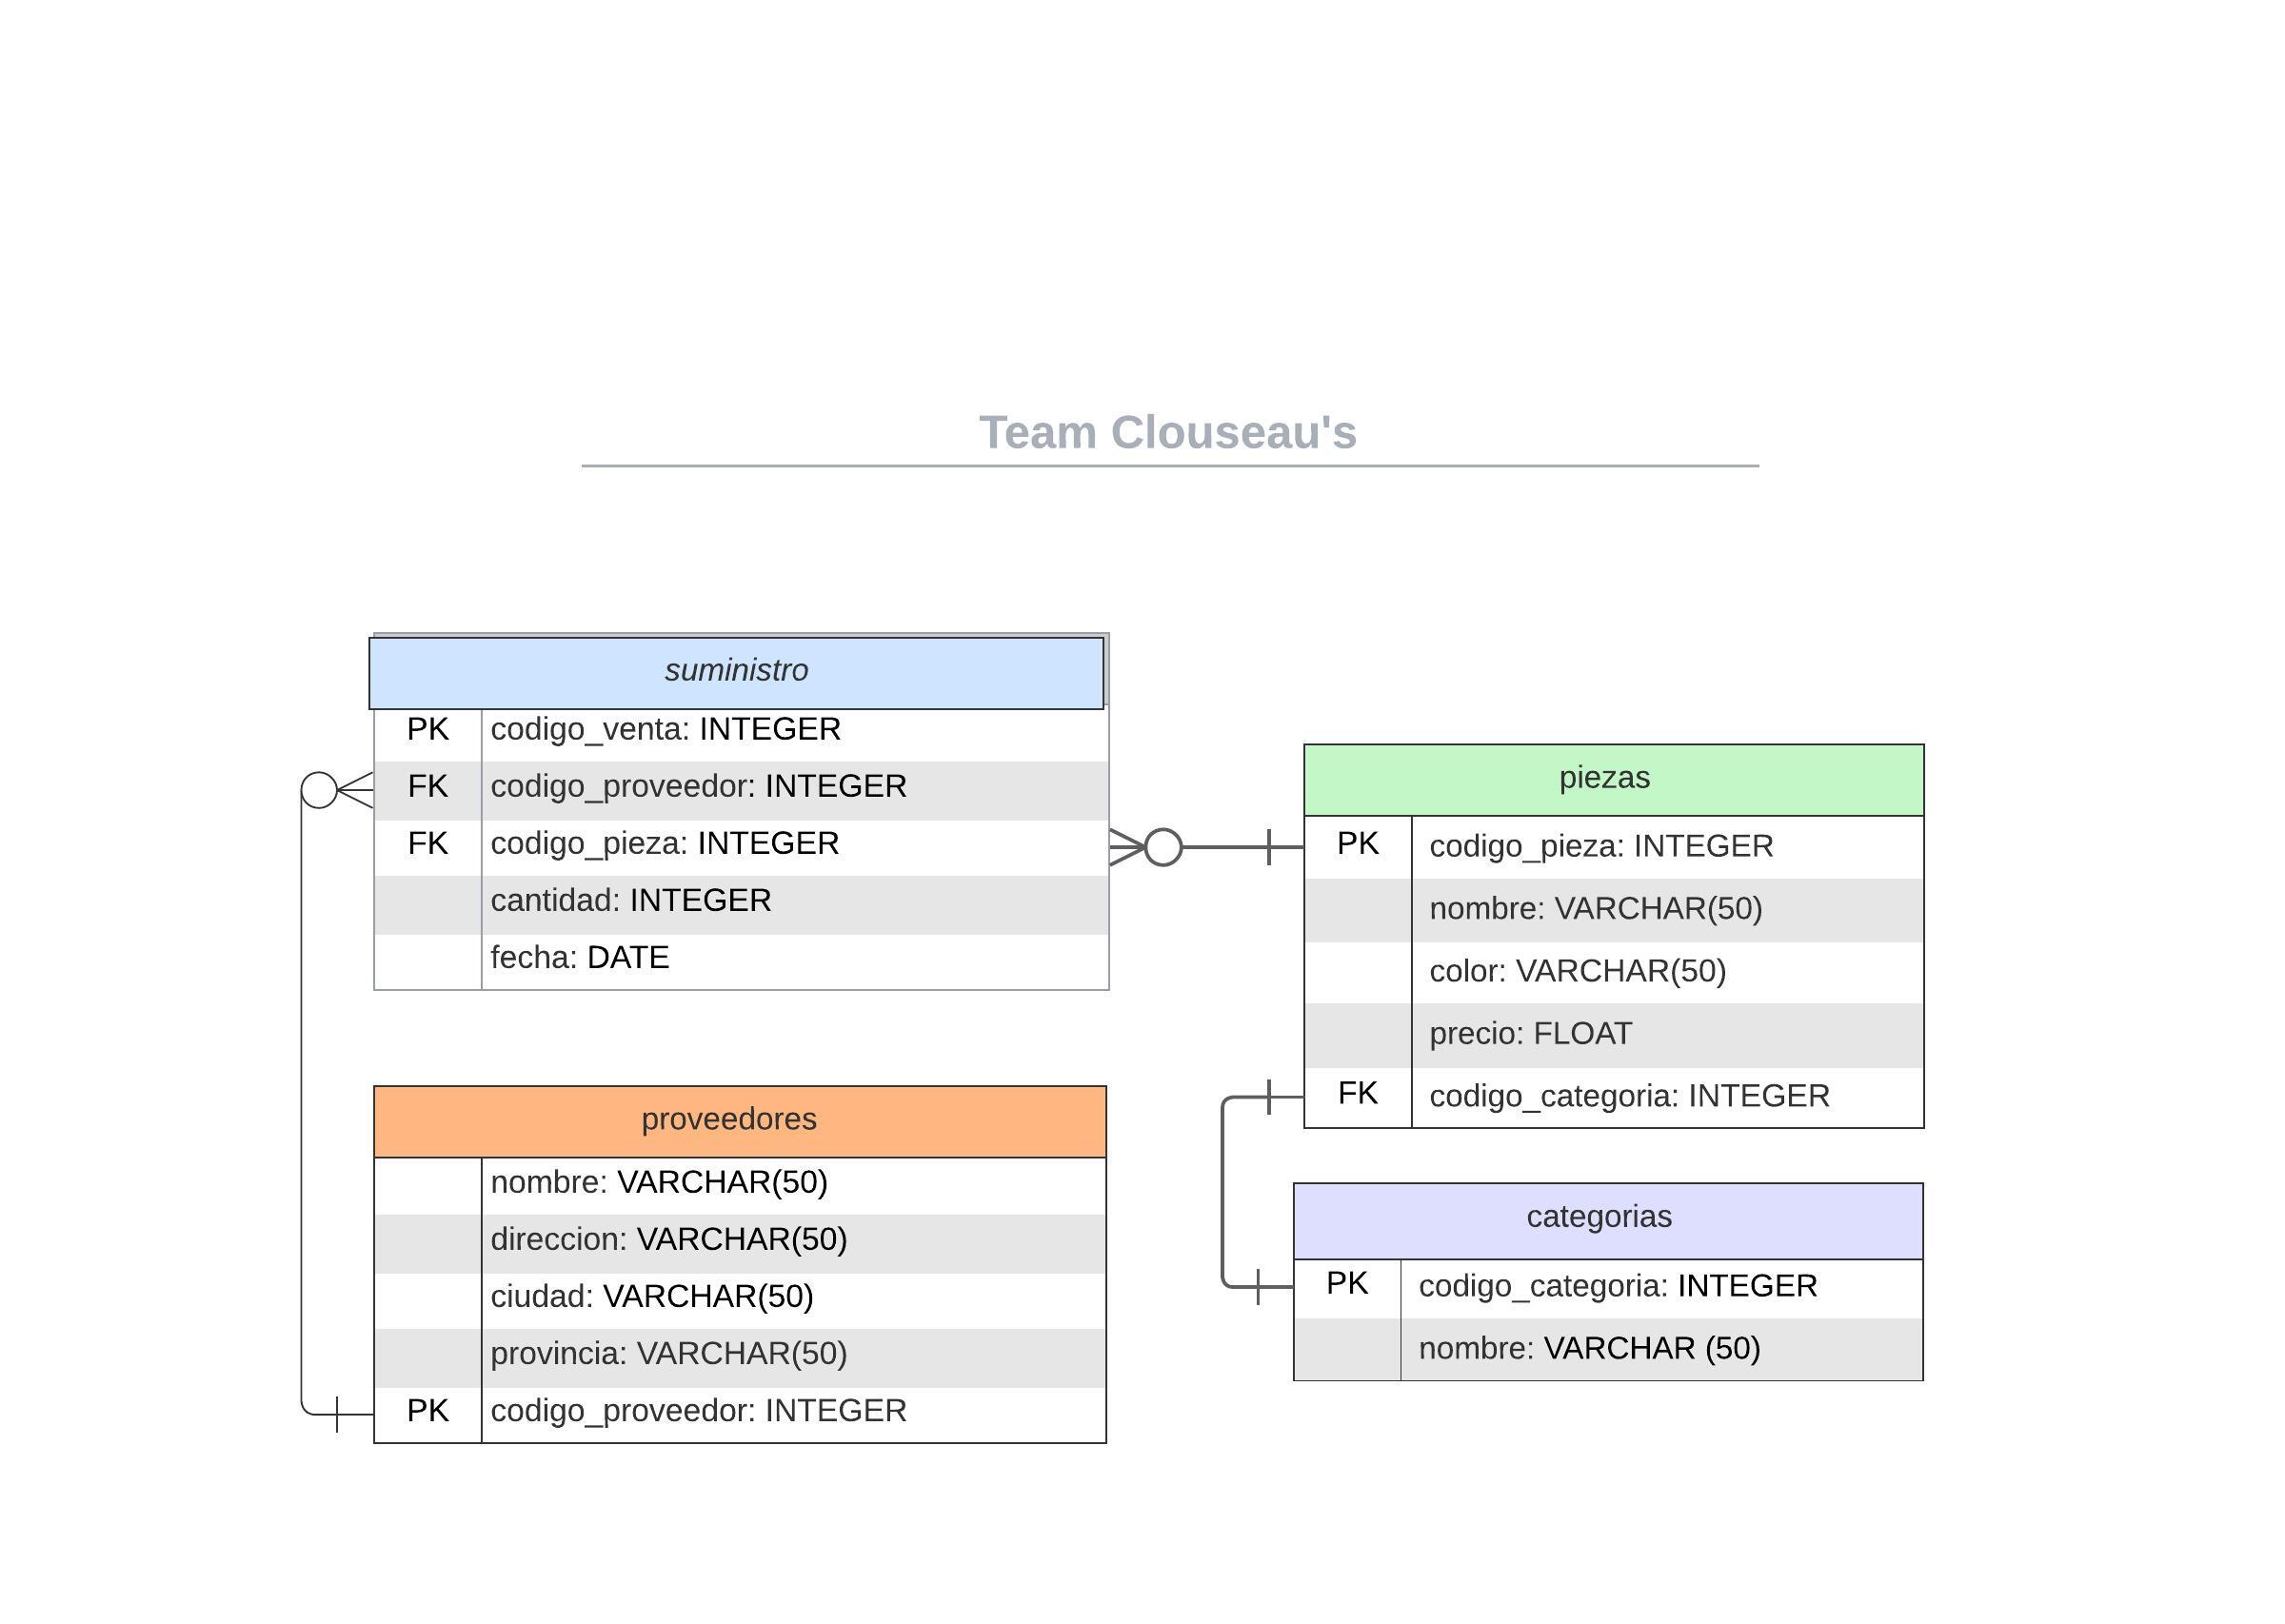 Team Clouseau's
suministro
PK codigo_venta: INTEGER
FK codigo_proveedor: INTEGER
FK codigo_pieza: INTEGER
cantidad: INTEGER
fecha: DATE
piezas
PK codigo_pieza: INTEGER
nombre: VARCHAR(50)
color: VARCHAR(50)
precio: FLOAT
FK codigo_categoria: INTEGER
proveedores
nombre: VARCHAR(50)
direccion: VARCHAR(50)
ciudad: VARCHAR(50)
provincia: VARCHAR(50)
PK codigo_proveedor: INTEGER
categorias
PK codigo_categoria: INTEGER
nombre: VARCHAR (50)